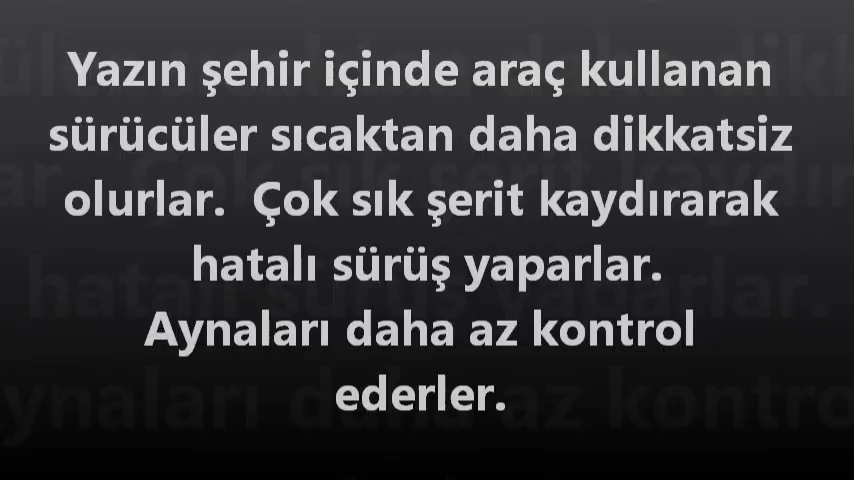 Yazın şehir içinde araç kullanan
sürücüler sıcaktan daha dikkatsiz
olurlar.  Çok sık şerit kaydırarak
hatalı sürüş yaparlar.
Aynaları daha az kontrol
ederler.